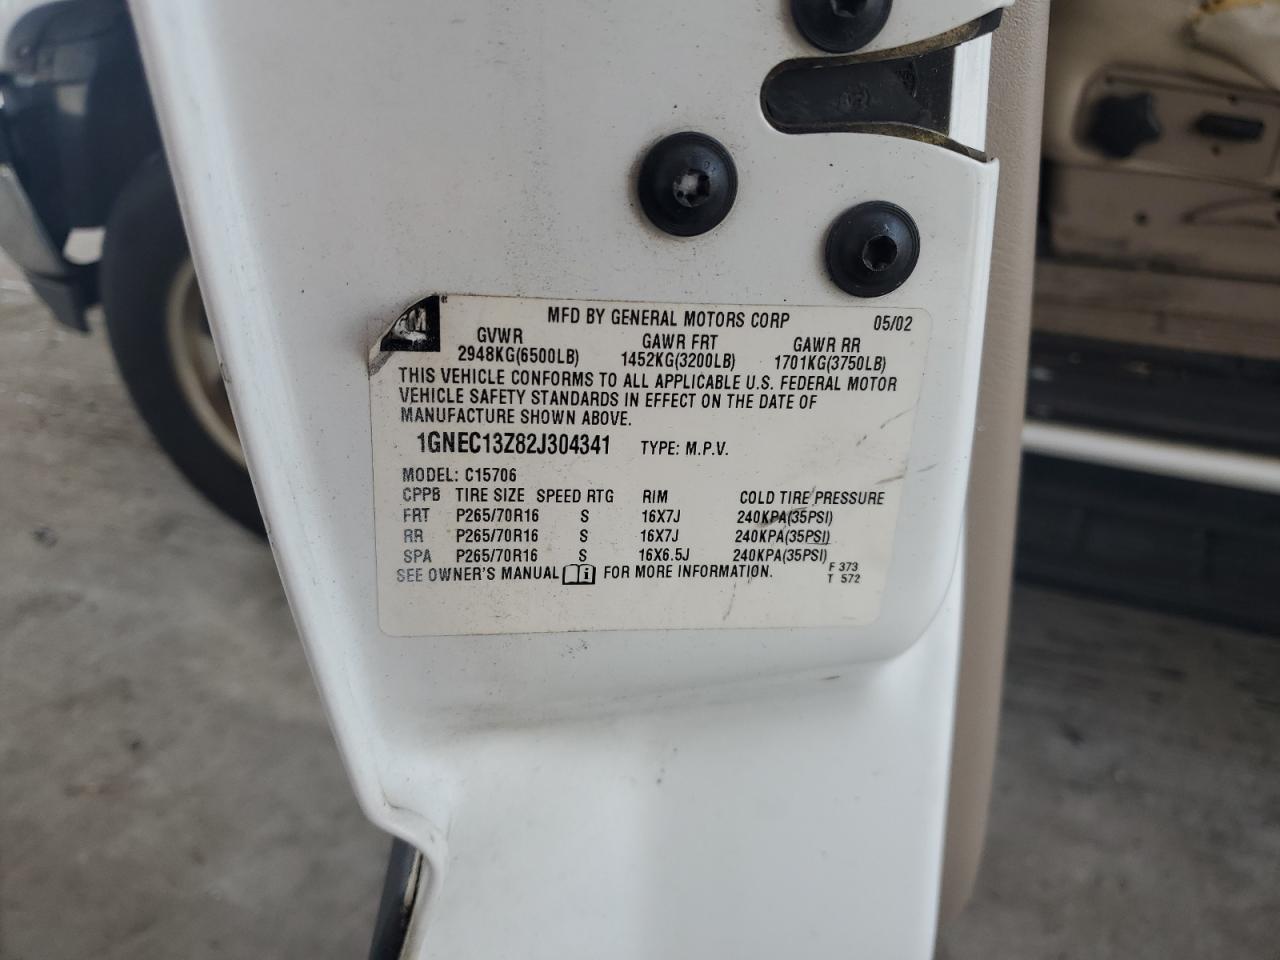 GM
MFD BY GENERAL MOTORS CORP 05/02
GVWR GAWR FRT GAWR RR
2948KG(6500LB) 1452KG(3200LB) 1701KG(3750LB)
THIS VEHICLE CONFORMS TO ALL APPLICABLE U.S. FEDERAL MOTOR
VEHICLE SAFETY STANDARDS IN EFFECT ON THE DATE OF
MANUFACTURE SHOWN ABOVE.
1GNEC13Z82J304341 TYPE: M.P.V.
MODEL: C15706
CPPB TIRE SIZE SPEED RTG RIM COLD TIRE PRESSURE
FRT P265/70R16 S 16X7J 240KPA(35PSI)
RR P265/70R16 S 16X7J 240KPA(35PSI)
SPA P265/70R16 S 16X6.5J 240KPA(35PSI)
SEE OWNER'S MANUAL i FOR MORE INFORMATION. F 373
T 572